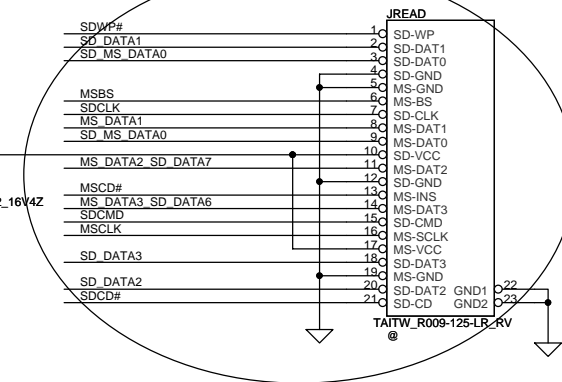 JREAD
SDWP# 1 SD-WP
SD_DATA1 2 SD-DAT1
SD_MS_DATA0 3 SD-DAT0
4 SD-GND
5 MS-GND
MSBS 6 MS-BS
SDCLK 7 SD-CLK
MS_DATA1 8 MS-DAT1
SD_MS_DATA0 9 MS-DAT0
10 SD-VCC
MS_DATA2_SD_DATA7 11 MS-DAT2
12 SD-GND
MSCD# 13 MS-INS
_16V4Z
MS_DATA3_SD_DATA6 14 MS-DAT3
SDCMD 15 SD-CMD
MSCLK 16 MS-SCLK
17 MS-VCC
SD_DATA3 18 SD-DAT3
19 MS-GND
SD_DATA2 20 SD-DAT2 GND1 22
SDCD# 21 SD-CD GND2 23
TAITW_R009-125-LR_RV
@